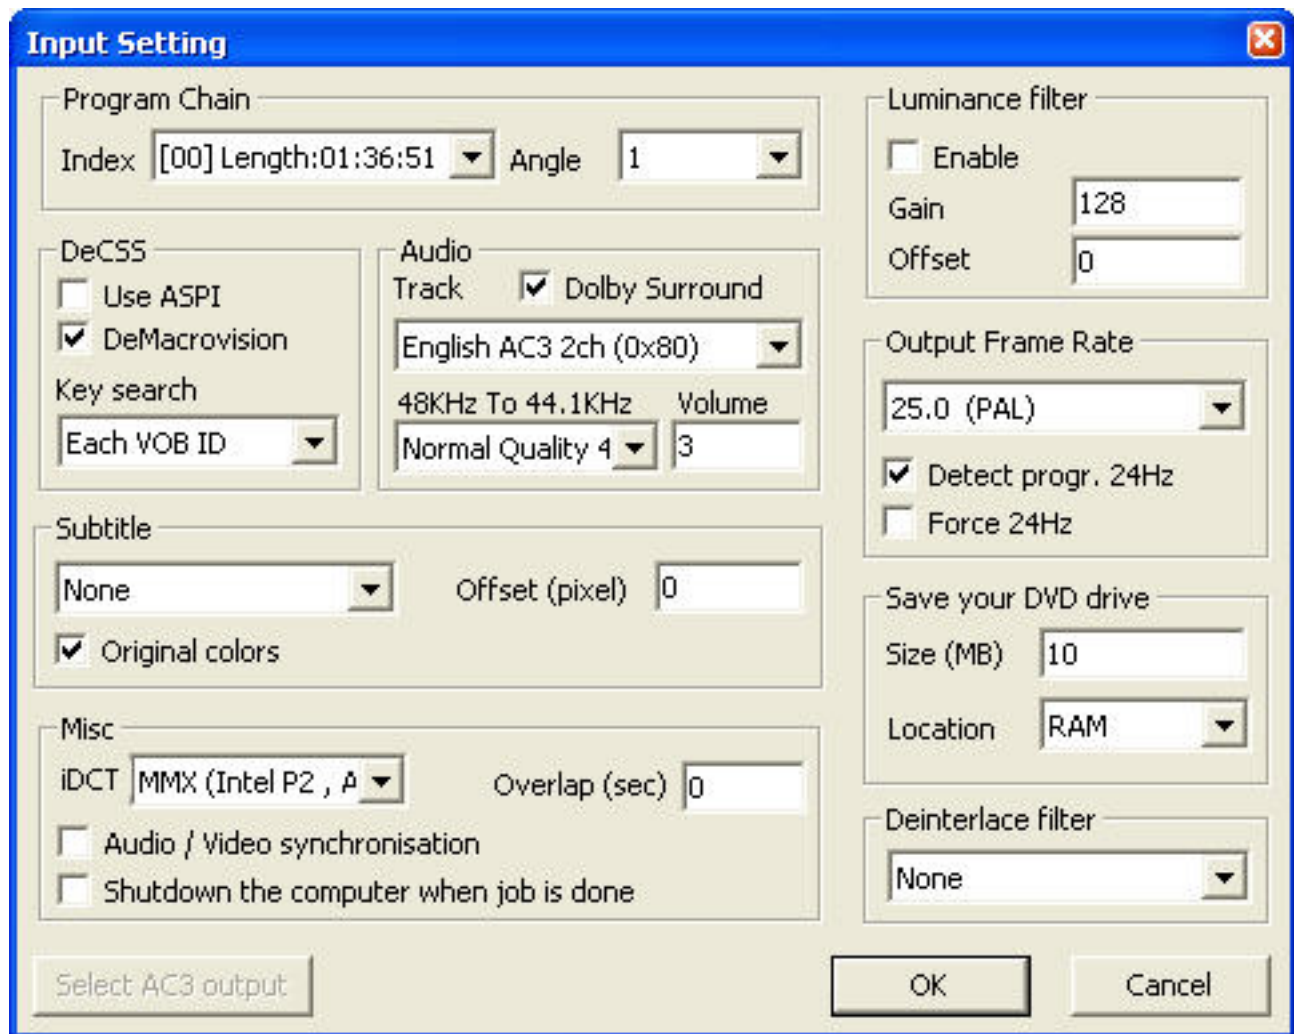 Input Setting
Program Chain
Index [00] Length:01:36:51 Angle 1
DeCSS
Use ASPI
DeMacrovision
Key search
Each VOB ID
Audio
Track Dolby Surround
English AC3 2ch (0x80)
48KHz To 44.1KHz Volume
Normal Quality 4 3
Subtitle
None Offset (pixel) 0
Original colors
Misc
iDCT MMX (Intel P2 , A Overlap (sec) 0
Audio / Video synchronisation
Shutdown the computer when job is done
Luminance filter
Enable
Gain 128
Offset 0
Output Frame Rate
25.0 (PAL)
Detect progr. 24Hz
Force 24Hz
Save your DVD drive
Size (MB) 10
Location RAM
Deinterlace filter
None
Select AC3 output OK Cancel